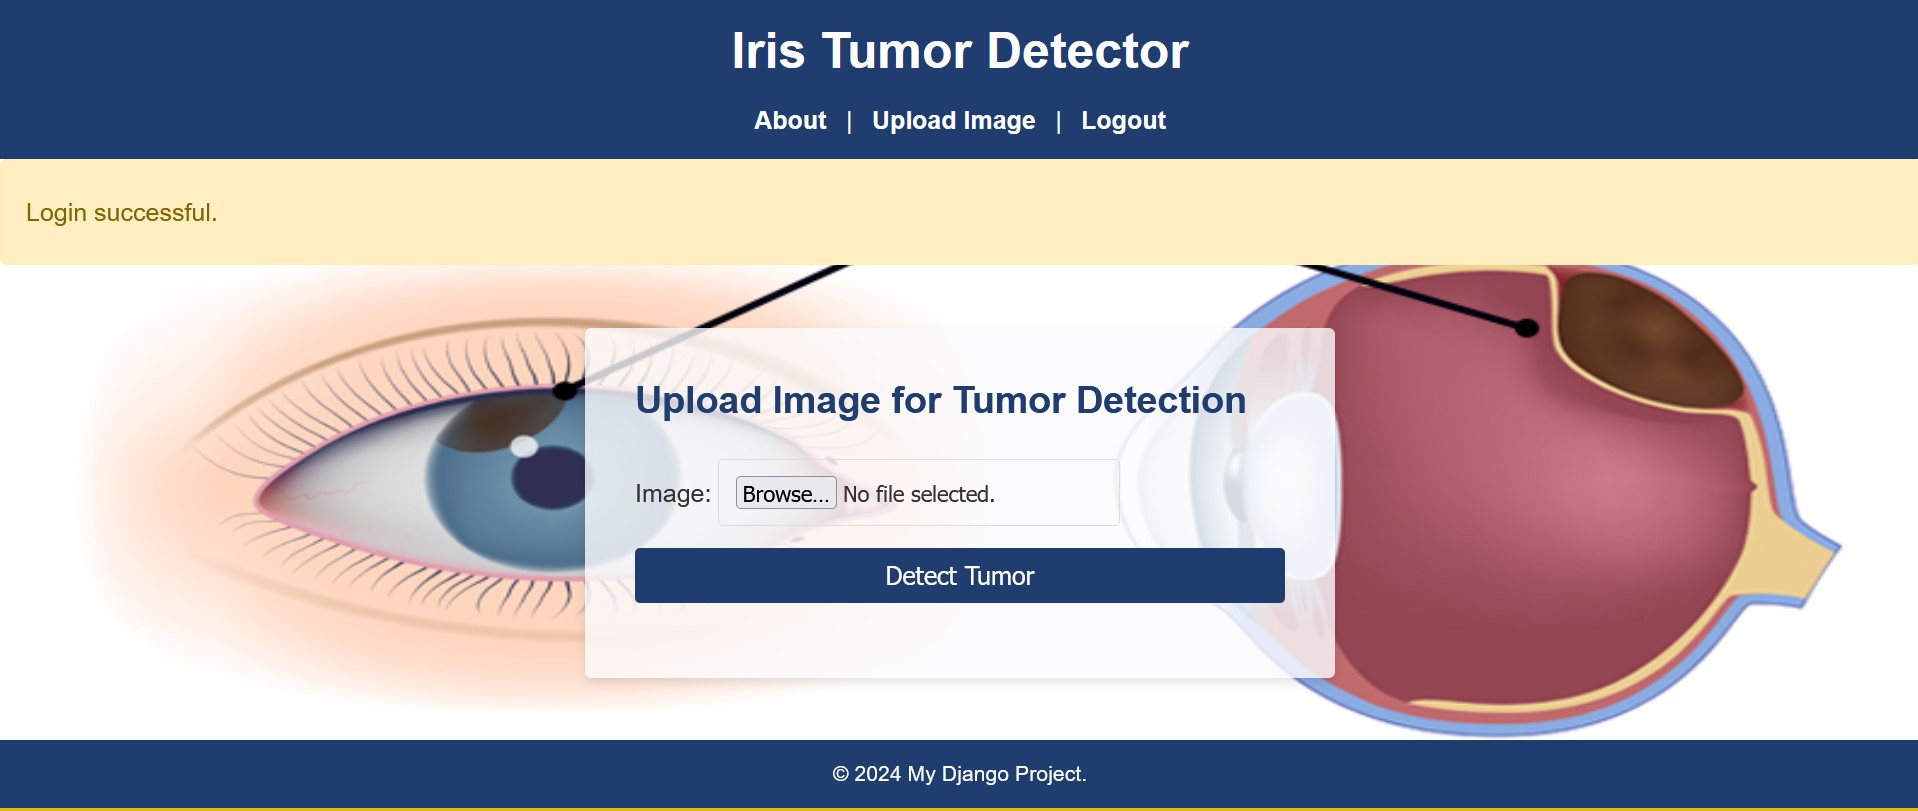 Iris Tumor Detector
About | Upload Image | Logout
Login successful.
Upload Image for Tumor Detection
Image: Browse... No file selected.
Detect Tumor
© 2024 My Django Project.